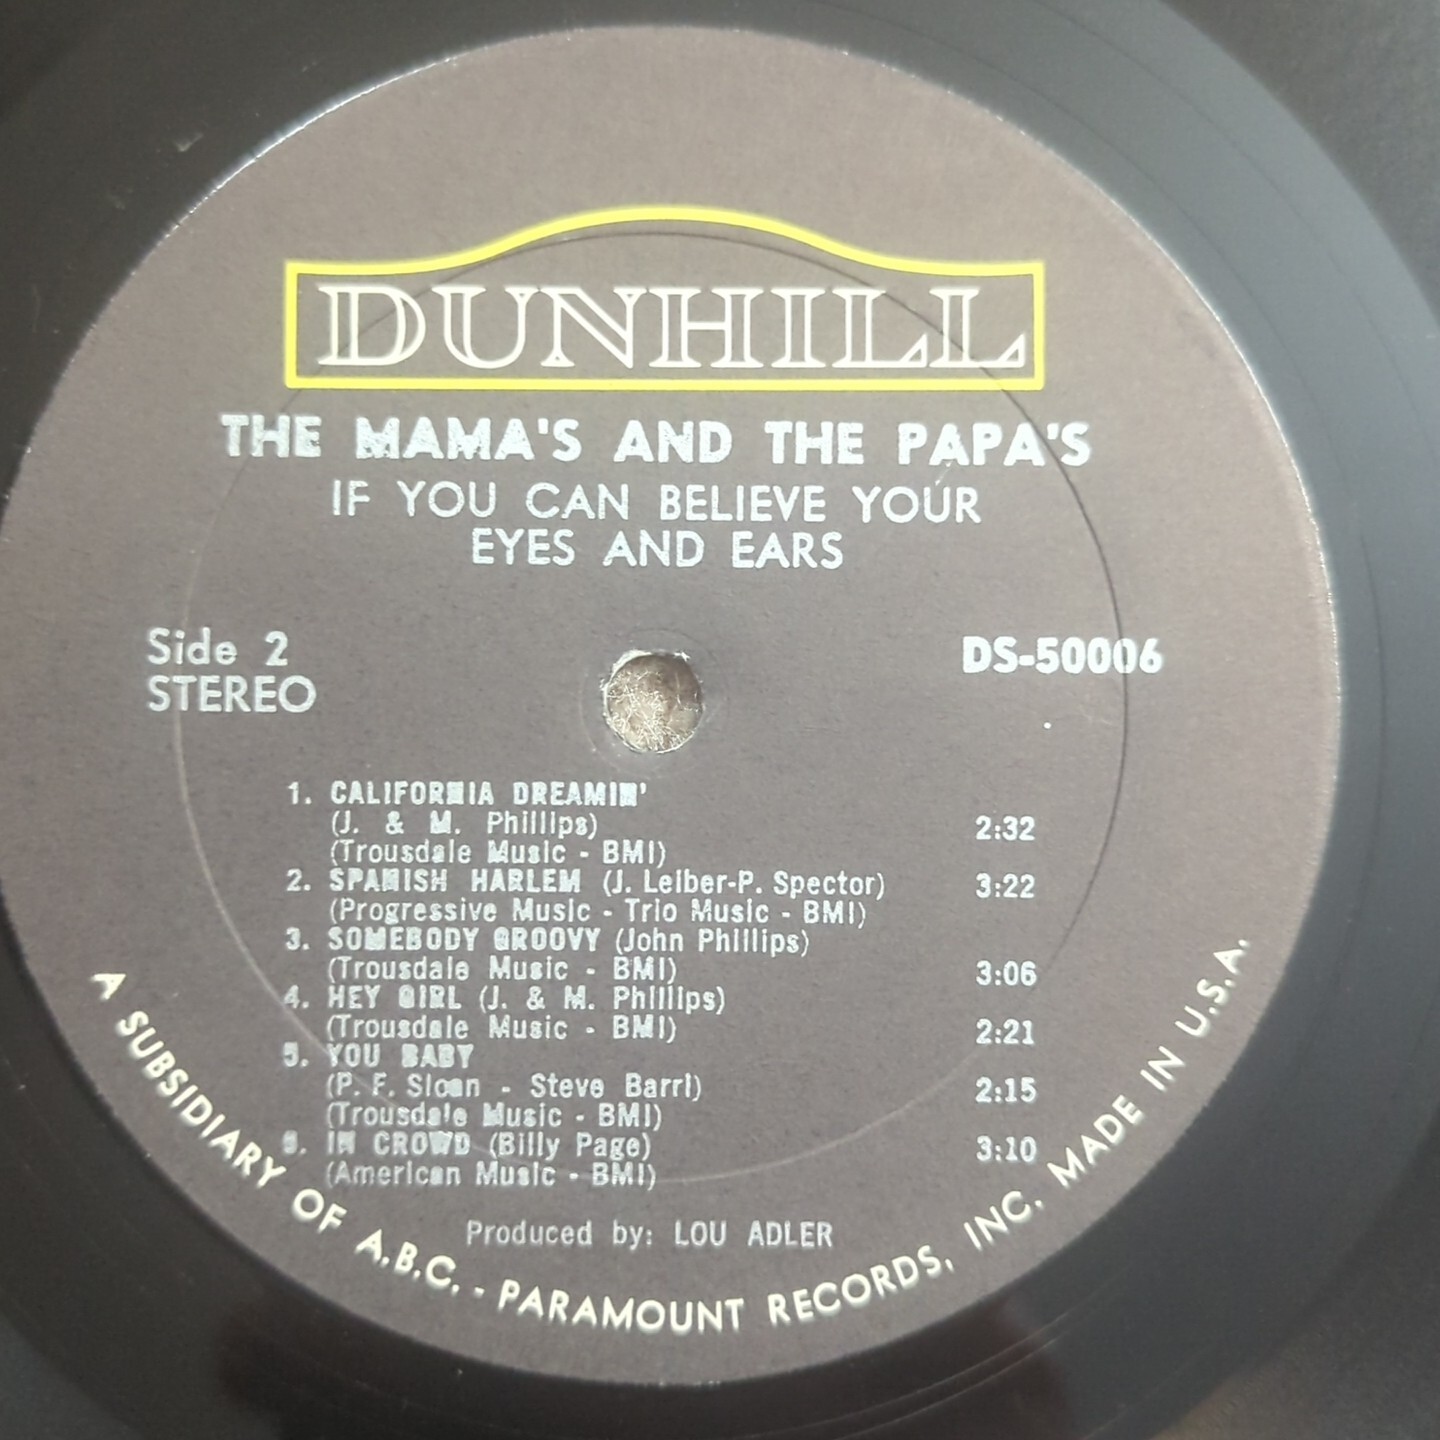 DUNHILL
THE MAMA'S AND THE PAPA'S
IF YOU CAN BELIEVE YOUR
EYES AND EARS
Side 2
STEREO
DS-50006
1. CALIFORNIA DREAMIN'
(J. & M. Phillips) 2:32
(Trousdale Music - BMI)
2. SPANISH HARLEM (J. Leiber-P. Spector) 3:22
(Progressive Music - Trio Music - BMI)
3. SOMEBODY GROOVY (John Phillips)
(Trousdale Music - BMI) 3:06
4. HEY GIRL (J. & M. Phillips)
(Trousdale Music - BMI) 2:21
5. YOU BABY
(P. F. Sloan - Steve Barri) 2:15
(Trousdale Music - BMI)
6. IN CROWD (Billy Page) 3:10
(American Music - BMI)
Produced by: LOU ADLER
A SUBSIDIARY OF A.B.C. - PARAMOUNT RECORDS, INC. MADE IN U.S.A.